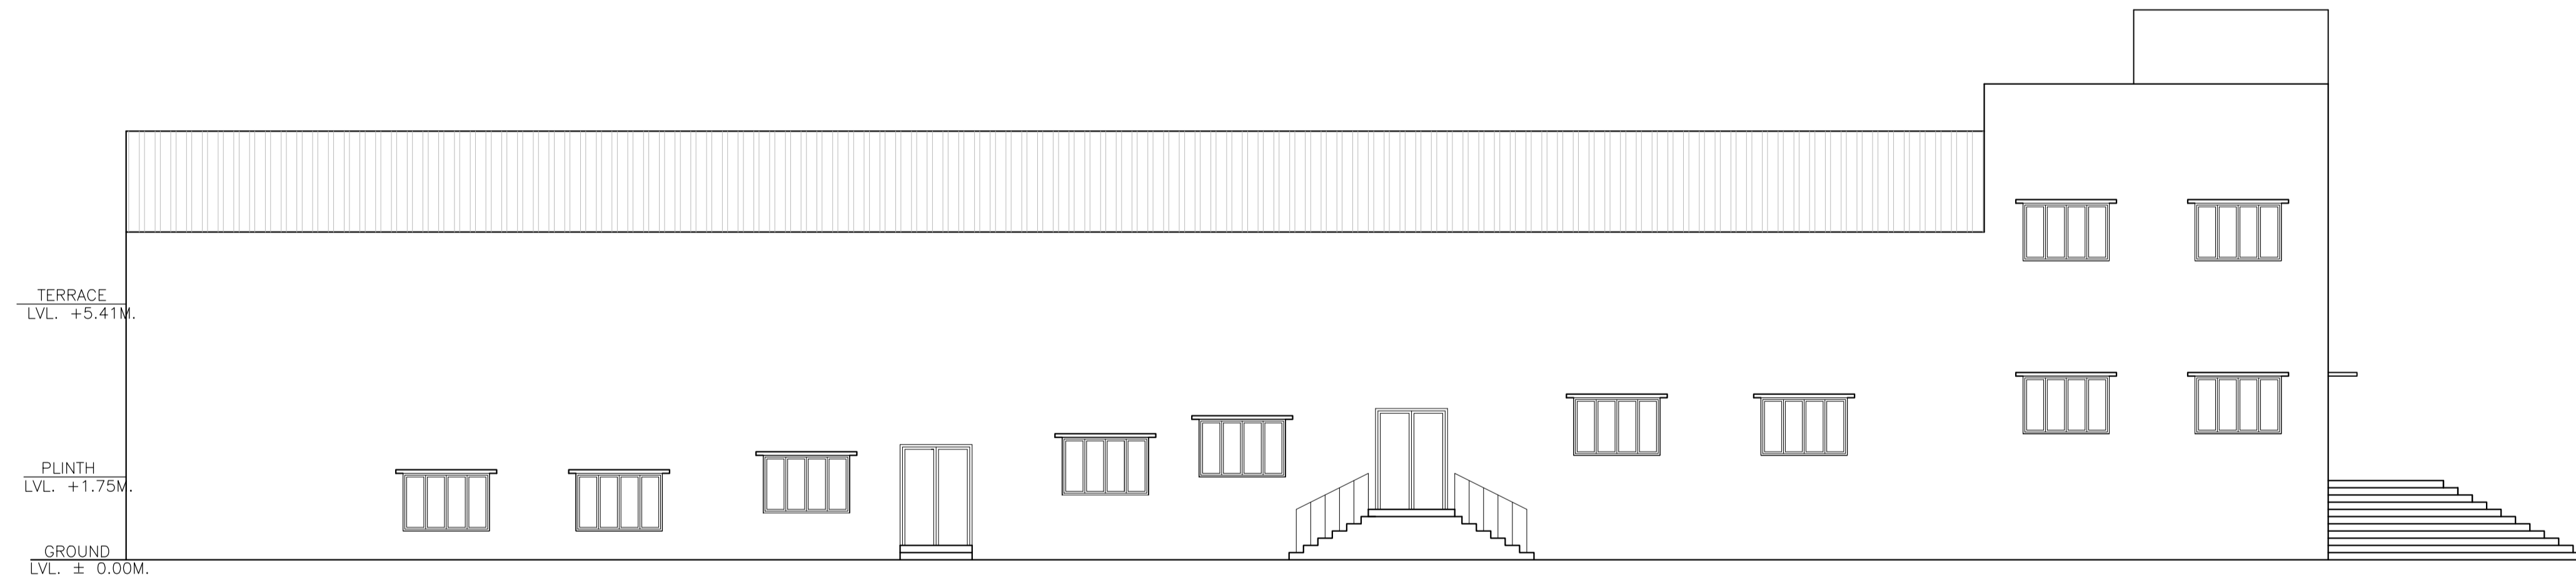 TERRACE
LVL. +5.41M.
PLINTH
LVL. +1.75M.
GROUND
LVL. ± 0.00M.